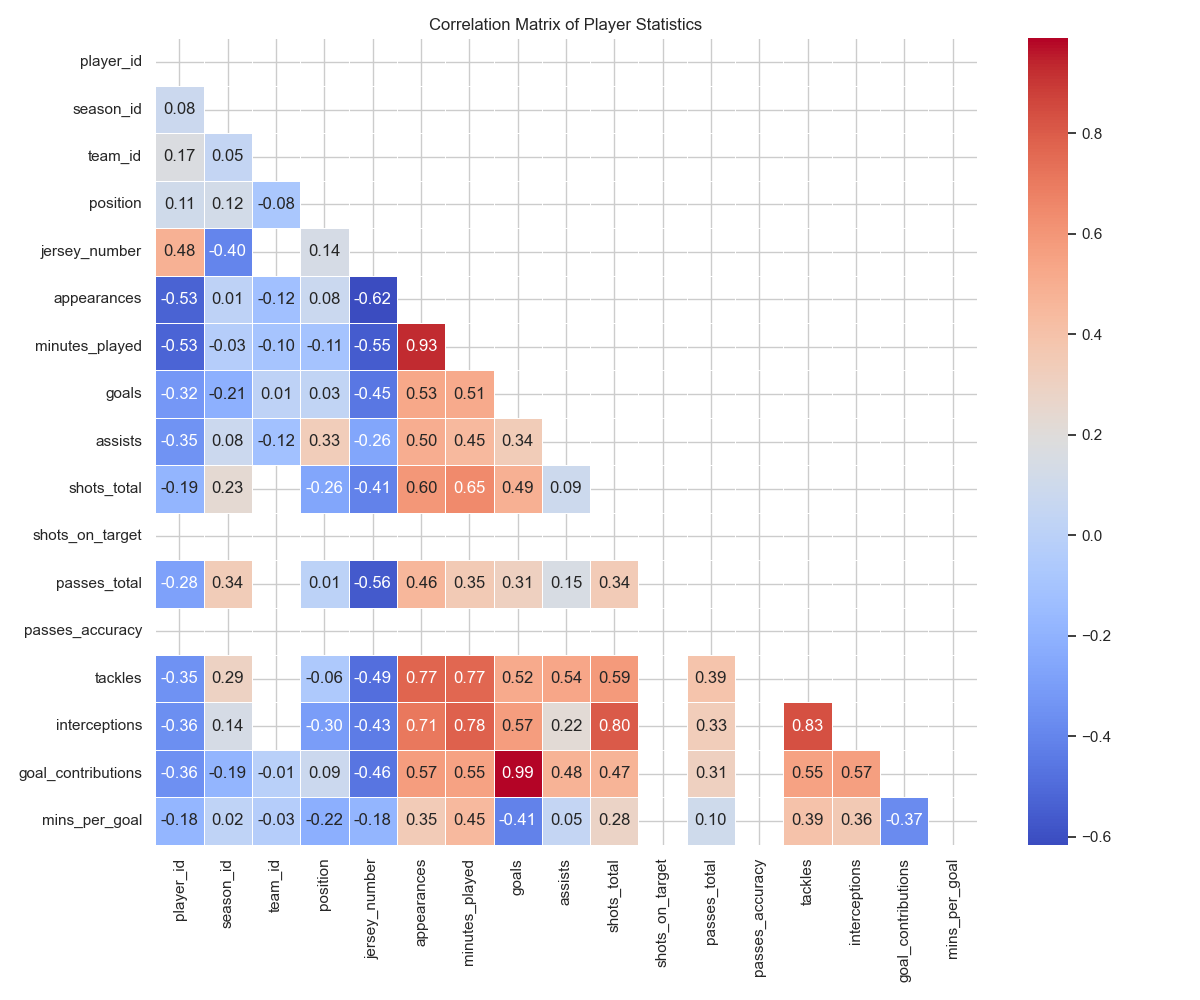 Correlation Matrix of Player Statistics
player_id
season_id 0.08
team_id 0.17 0.05
position 0.11 0.12 -0.08
jersey_number 0.48 -0.40 0.14
appearances -0.53 0.01 -0.12 0.08 -0.62
minutes_played -0.53 -0.03 -0.10 -0.11 -0.55 0.93
goals -0.32 -0.21 0.01 0.03 -0.45 0.53 0.51
assists -0.35 0.08 -0.12 0.33 -0.26 0.50 0.45 0.34
shots_total -0.19 0.23 -0.26 -0.41 0.60 0.65 0.49 0.09
shots_on_target
passes_total -0.28 0.34 0.01 -0.56 0.46 0.35 0.31 0.15 0.34
passes_accuracy
tackles -0.35 0.29 -0.06 -0.49 0.77 0.77 0.52 0.54 0.59 0.39
interceptions -0.36 0.14 -0.30 -0.43 0.71 0.78 0.57 0.22 0.80 0.33 0.83
goal_contributions -0.36 -0.19 -0.01 0.09 -0.46 0.57 0.55 0.99 0.48 0.47 0.31 0.55 0.57
mins_per_goal -0.18 0.02 -0.03 -0.22 -0.18 0.35 0.45 -0.41 0.05 0.28 0.10 0.39 0.36 -0.37
player_id
season_id
team_id
position
jersey_number
appearances
minutes_played
goals
assists
shots_total
shots_on_target
passes_total
passes_accuracy
tackles
interceptions
goal_contributions
mins_per_goal
0.8
0.6
0.4
0.2
0.0
−0.2
−0.4
−0.6